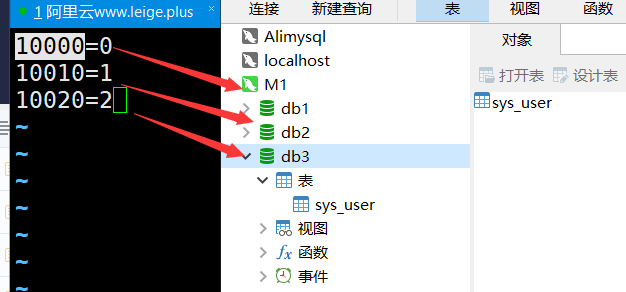 1 阿里云www.leige.plus
10000=0
10010=1
10020=2
~
~
~
~
~
~
~
连接 新建查询 表 视图 函数
Alimysql
localhost
M1
db1
db2
db3
表
sys_user
视图
函数
事件
对象
打开表 设计表
sys_user